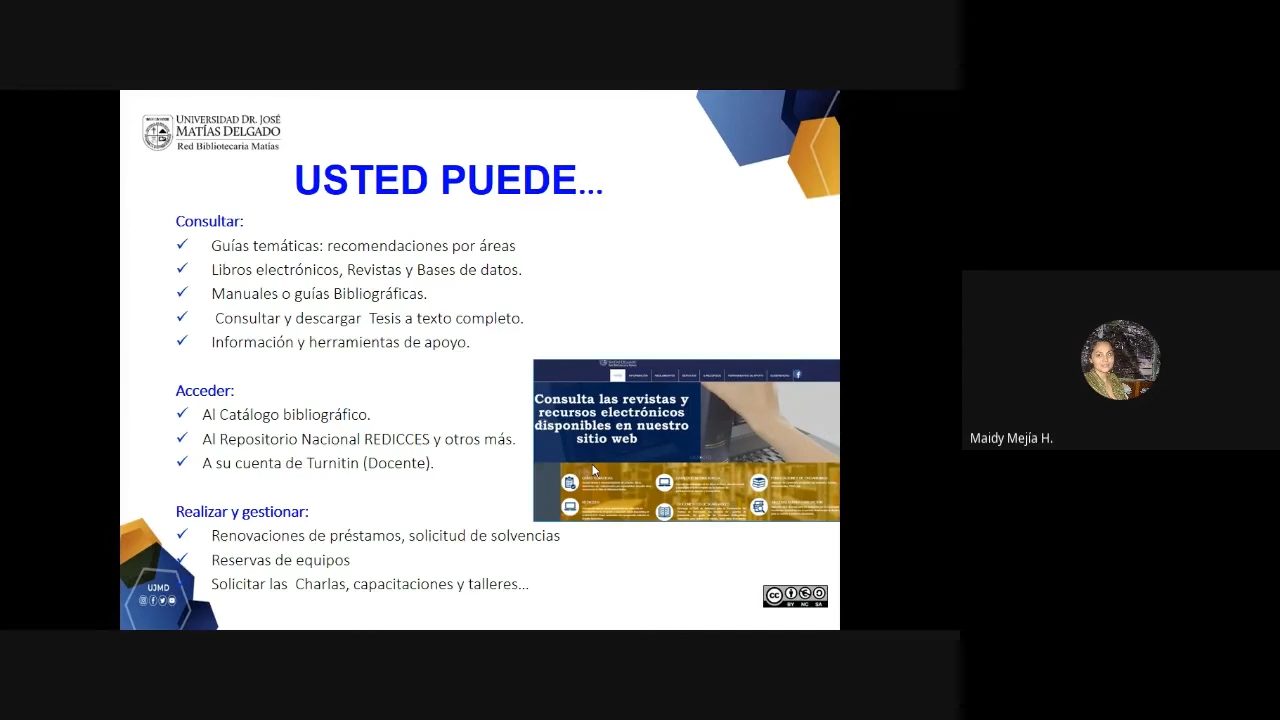 UNIVERSIDAD DR. JOSÉ
MATÍAS DELGADO
Red Bibliotecaria Matías
USTED PUEDE...
Consultar:
✓ Guías temáticas: recomendaciones por áreas
✓ Libros electrónicos, Revistas y Bases de datos.
✓ Manuales o guías Bibliográficas.
✓ Consultar y descargar Tesis a texto completo.
✓ Información y herramientas de apoyo.
Acceder:
✓ Al Catálogo bibliográfico.
✓ Al Repositorio Nacional REDICCES y otros más.
✓ A su cuenta de Turnitin (Docente).
Consulta las revistas y
recursos electrónicos
disponibles en nuestro
sitio web
Realizar y gestionar:
✓ Renovaciones de préstamos, solicitud de solvencias
✓ Reservas de equipos
Solicitar las Charlas, capacitaciones y talleres...
UJMD
cc
BY NC SA
Maidy Mejía H.